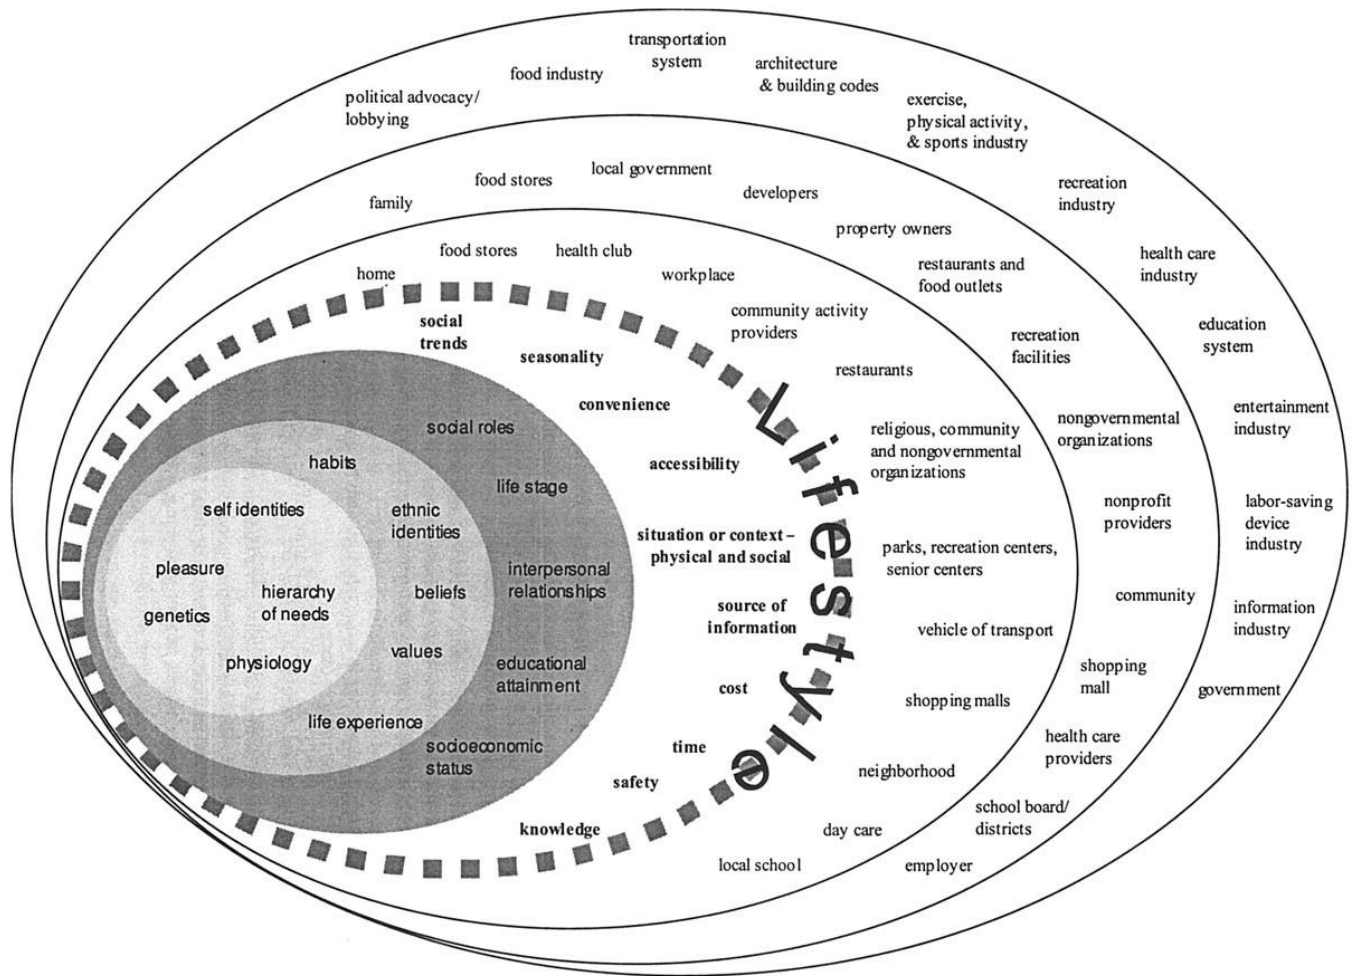 transportation
system
food industry
architecture
& building codes
political advocacy/
lobbying
exercise,
physical activity,
& sports industry
recreation
industry
health care
industry
education
system
entertainment
industry
labor-saving
device
industry
information
industry
government
family
food stores
local government
developers
property owners
restaurants and
food outlets
recreation
facilities
nongovernmental
organizations
nonprofit
providers
community
shopping
mall
health care
providers
school board/
districts
employer
home
food stores
health club
workplace
community activity
providers
restaurants
religious, community
and nongovernmental
organizations
parks, recreation centers,
senior centers
vehicle of transport
shopping malls
neighborhood
day care
local school
Lifestyle
social
trends
seasonality
convenience
accessibility
situation or context–
physical and social
source of
information
cost
time
safety
knowledge
social roles
life stage
interpersonal
relationships
educational
attainment
socioeconomic
status
habits
ethnic
identities
beliefs
values
life experience
self identities
pleasure
hierarchy
of needs
genetics
physiology